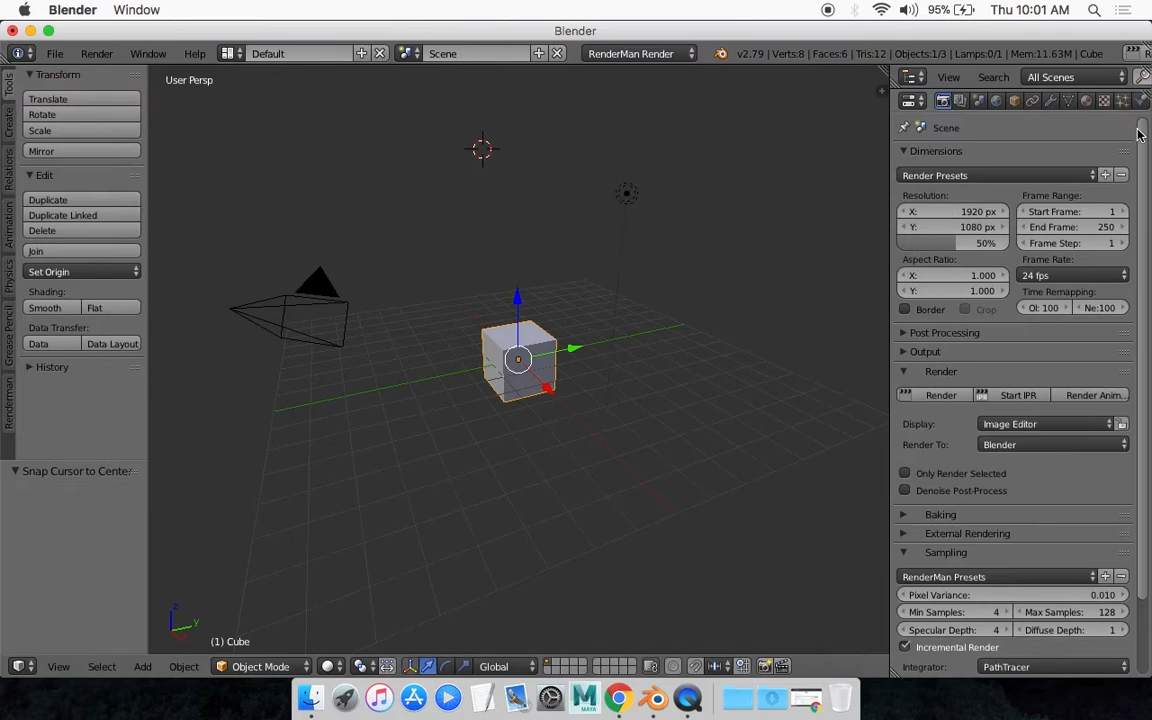 Blender Window 95% Thu 10:01 AM
Blender
File Render Window Help Default Scene RenderMan Render v2.79 | Verts:8 | Faces:6 | Tris:12 | Objects:1/3 | Lamps:0/1 | Mem:11.63M | Cube
Transform
Translate
Rotate
Scale
Mirror
Edit
Duplicate
Duplicate Linked
Delete
Join
Set Origin
Shading:
Smooth Flat
Data Transfer:
Data Data Layout
History
Tools
Create
Relations
Animation
Physics
Grease Pencil
Renderman
Snap Cursor to Center
User Persp
z
y
(1) Cube
View Select Add Object Object Mode Global
View Search All Scenes
Scene
Dimensions
Render Presets
Resolution: Frame Range:
X: 1920 px Start Frame: 1
Y: 1080 px End Frame: 250
50% Frame Step: 1
Aspect Ratio: Frame Rate:
X: 1.000 24 fps
Y: 1.000 Time Remapping:
Border Crop Ol: 100 Ne:100
Post Processing
Output
Render
Render Start IPR Render Anim...
Display: Image Editor
Render To: Blender
Only Render Selected
Denoise Post-Process
Baking
External Rendering
Sampling
RenderMan Presets
Pixel Variance: 0.010
Min Samples: 4 Max Samples: 128
Specular Depth: 4 Diffuse Depth: 1
Incremental Render
Integrator: PathTracer
MAYA